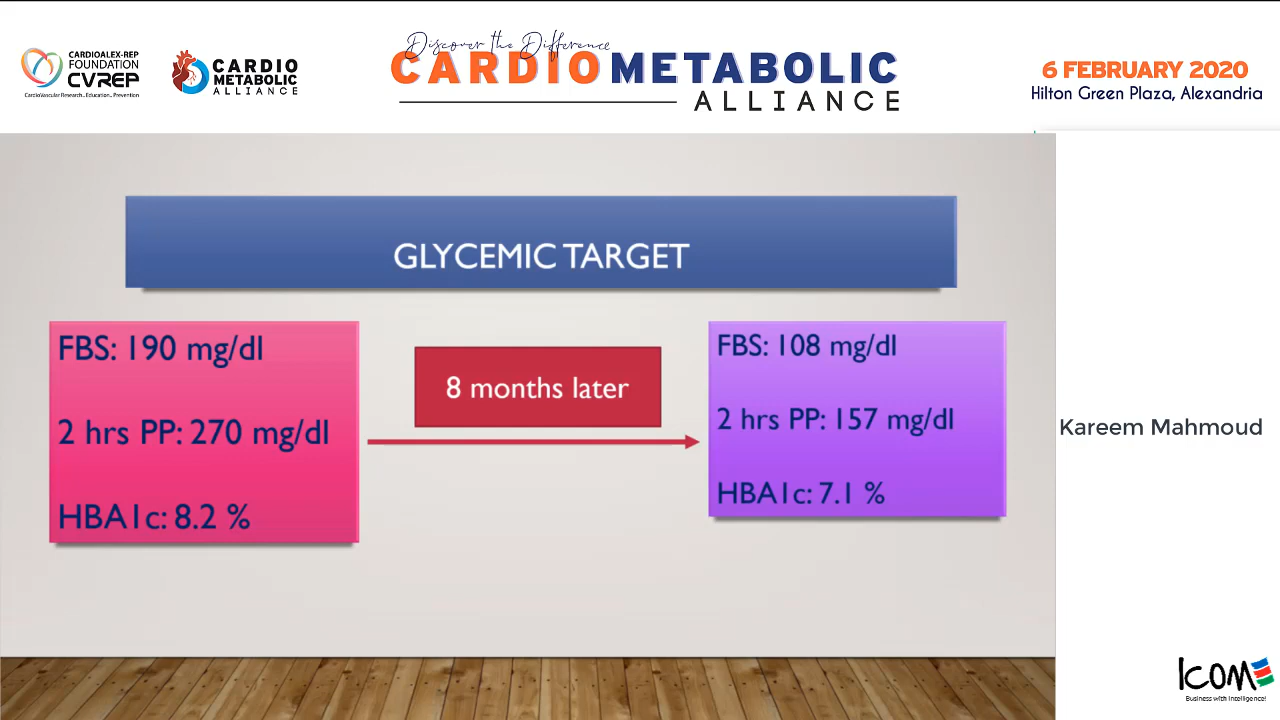 CARDIOALEX-REP
FOUNDATION
CVREP
CardioVascular Research.. Education.. Prevention
CARDIO
METABOLIC
ALLIANCE
Discover the Difference
CARDIOMETABOLIC
ALLIANCE
6 FEBRUARY 2020
Hilton Green Plaza, Alexandria
GLYCEMIC TARGET
FBS: 190 mg/dl
2 hrs PP: 270 mg/dl
HBA1c: 8.2 %
8 months later
FBS: 108 mg/dl
2 hrs PP: 157 mg/dl
HBA1c: 7.1 %
Kareem Mahmoud
ICOME
Business with Intelligence!